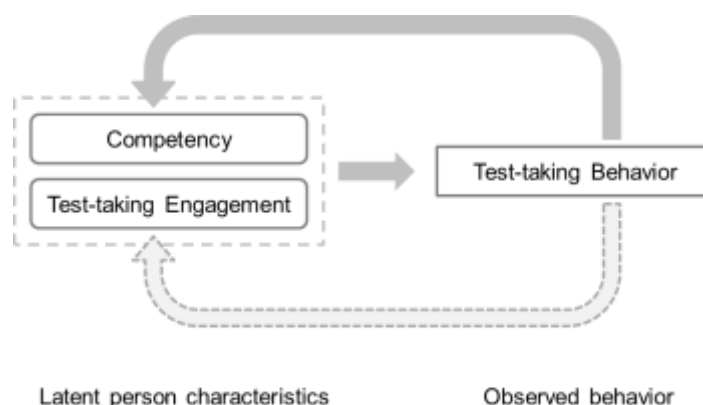 Competency
Test-taking Engagement
Test-taking Behavior
Latent person characteristics
Observed behavior